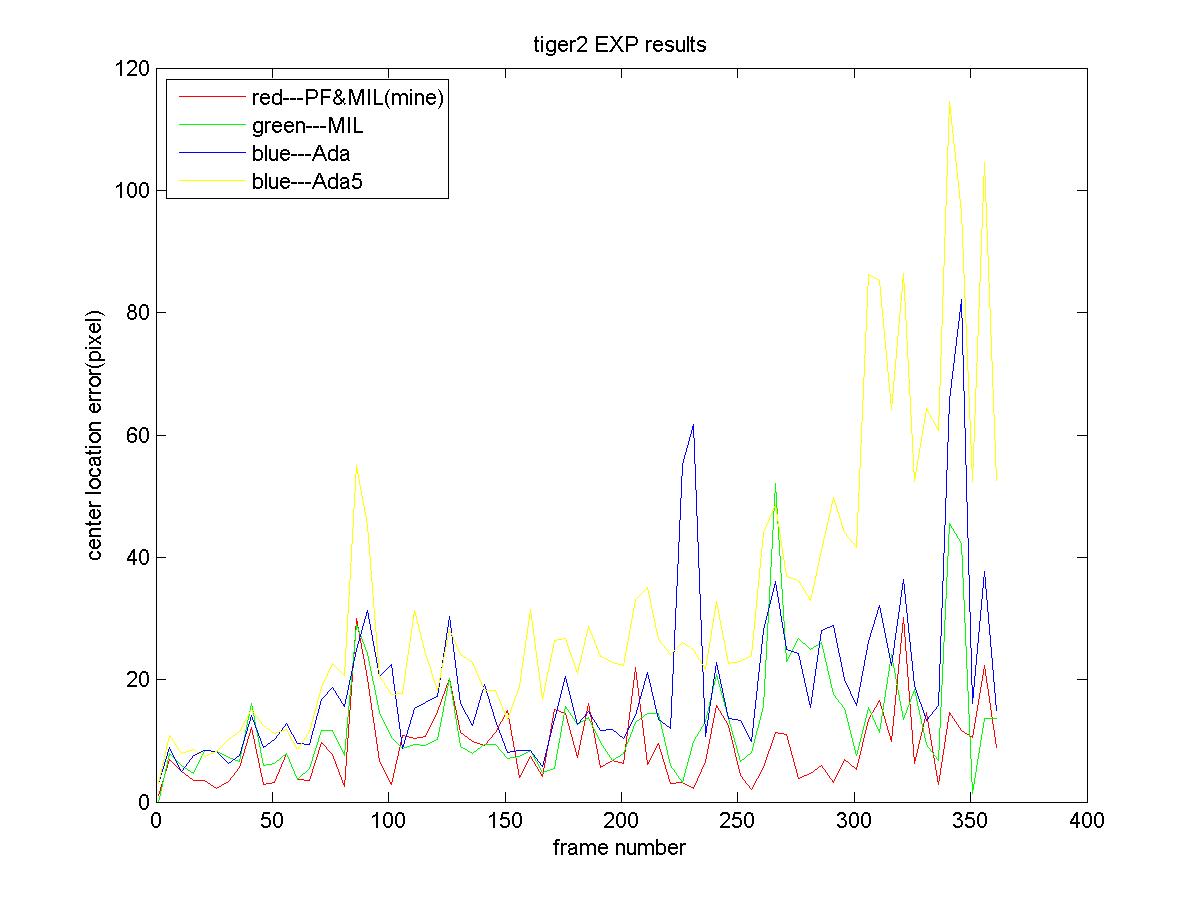 tiger2 EXP results
red---PF&MIL(mine)
green---MIL
blue---Ada
blue---Ada5
center location error(pixel)
120
100
80
60
40
20
0
0 50 100 150 200 250 300 350 400
frame number